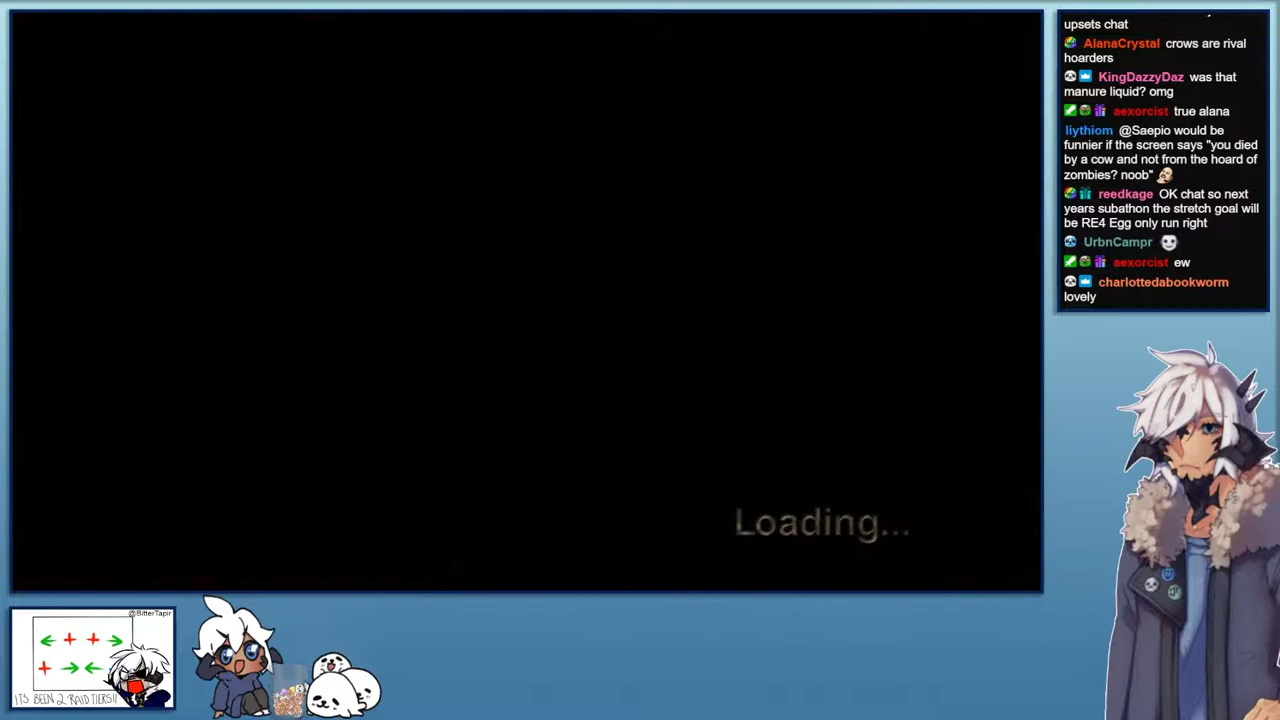 upsets chat
AlanaCrystal crows are rival
hoarders
KingDazzyDaz was that
manure liquid? omg
aexorcist true alana
liythiom @Saepio would be
funnier if the screen says "you died
by a cow and not from the hoard of
zombies? noob"
reedkage OK chat so next
years subathon the stretch goal will
be RE4 Egg only run right
UrbnCampr
aexorcist ew
charlottedabookworm
lovely
Loading...
@BitterTapir
ITS BEEN 2 RAID TIERS!!